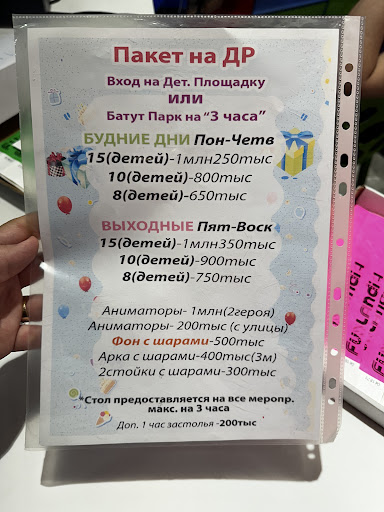 Пакет на ДР
Вход на Дет. Площадку
или
Батут Парк на "3 часа"
БУДНИЕ ДНИ Пон-Четв
15(детей)-1млн250тыс
10(детей)-800тыс
8(детей)-650тыс
ВЫХОДНЫЕ Пят-Воск
15(детей)-1млн350тыс
10(детей)-900тыс
8(детей)-750тыс
Аниматоры- 1млн(2героя)
Аниматоры- 200тыс (с улицы)
Фон с шарами-500тыс
Арка с шарами-400тыс(3м)
2стойки с шарами-300тыс
*Стол предоставляется на все меропр.
макс. на 3 часа
Доп. 1 час застолья -200тыс